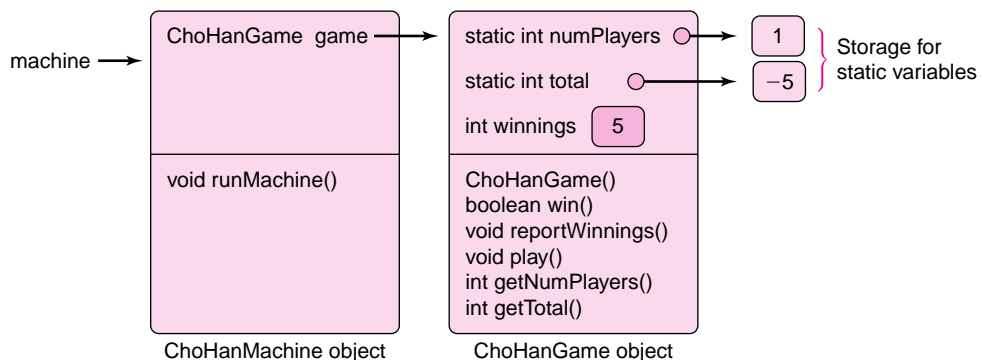 machine
ChoHanGame game
void runMachine()
ChoHanMachine object
static int numPlayers
static int total
int winnings 5
ChoHanGame()
boolean win()
void reportWinnings()
void play()
int getNumPlayers()
int getTotal()
ChoHanGame object
1
−5
Storage for
static variables